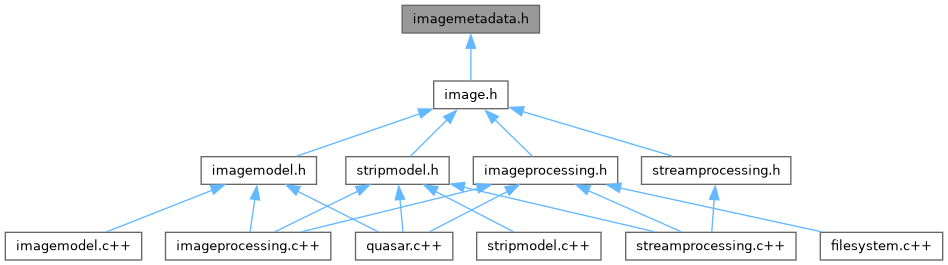 imagemetadata.h
image.h
imagemodel.h
stripmodel.h
imageprocessing.h
streamprocessing.h
imagemodel.c++
imageprocessing.c++
quasar.c++
stripmodel.c++
streamprocessing.c++
filesystem.c++